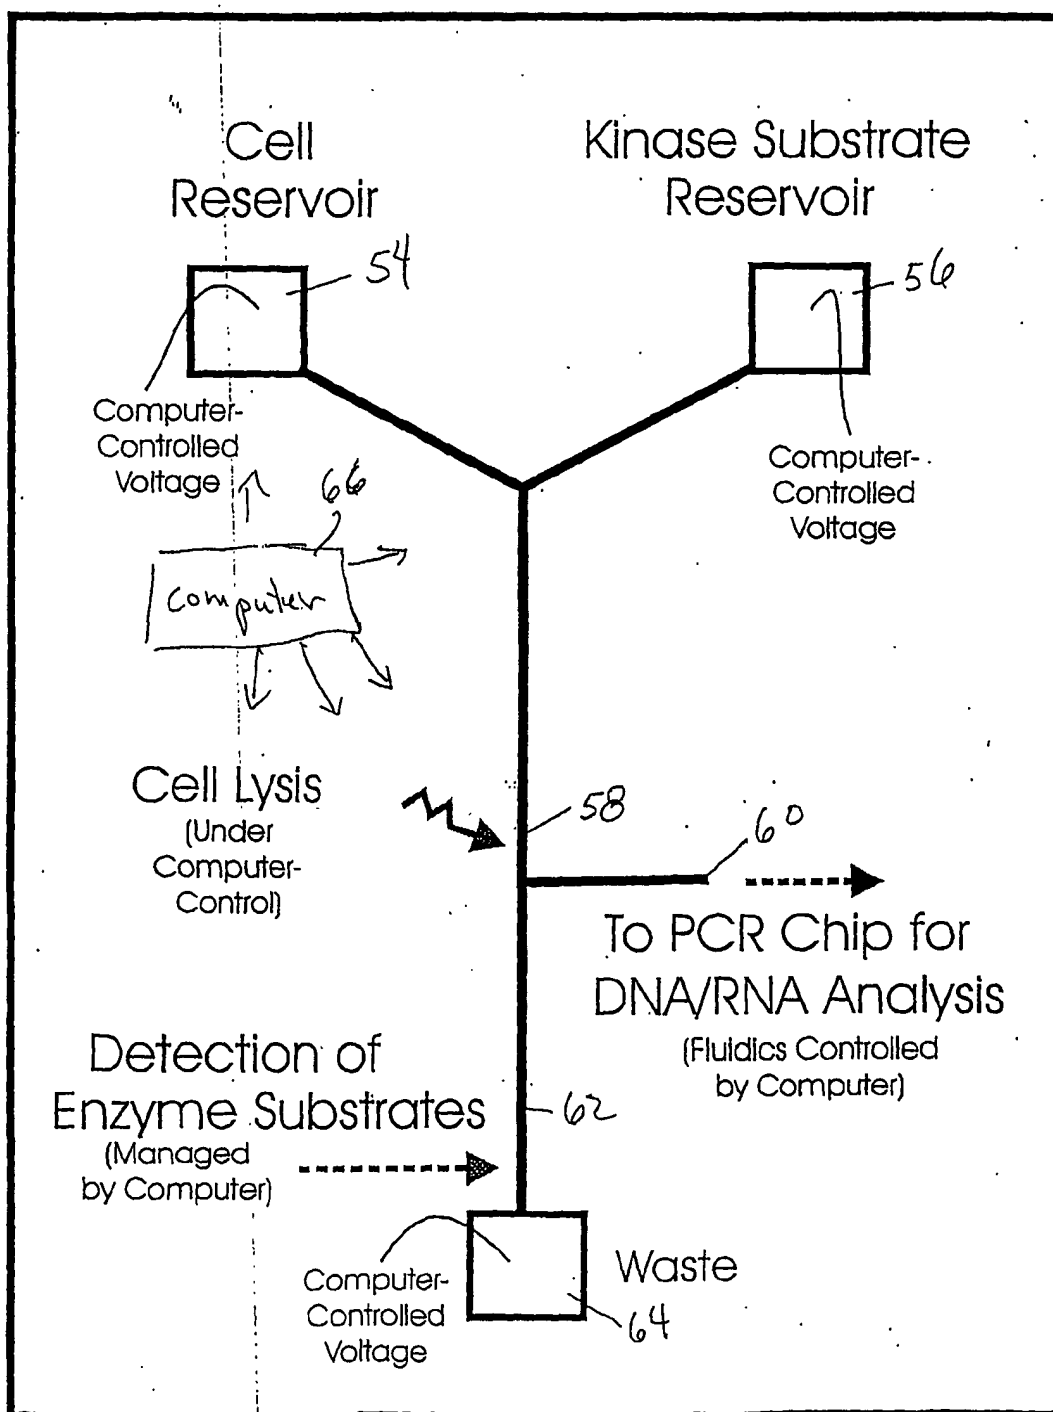 Cell
Reservoir
Kinase Substrate
Reservoir
54
56
Computer-
Controlled
Voltage
Computer-
Controlled
Voltage
66
computer
Cell Lysis
(Under
Computer-
Control)
58
60
To PCR Chip for
DNA/RNA Analysis
(Fluidics Controlled
by Computer)
Detection of
Enzyme Substrates
(Managed
by Computer)
62
Computer-
Controlled
Voltage
Waste
64